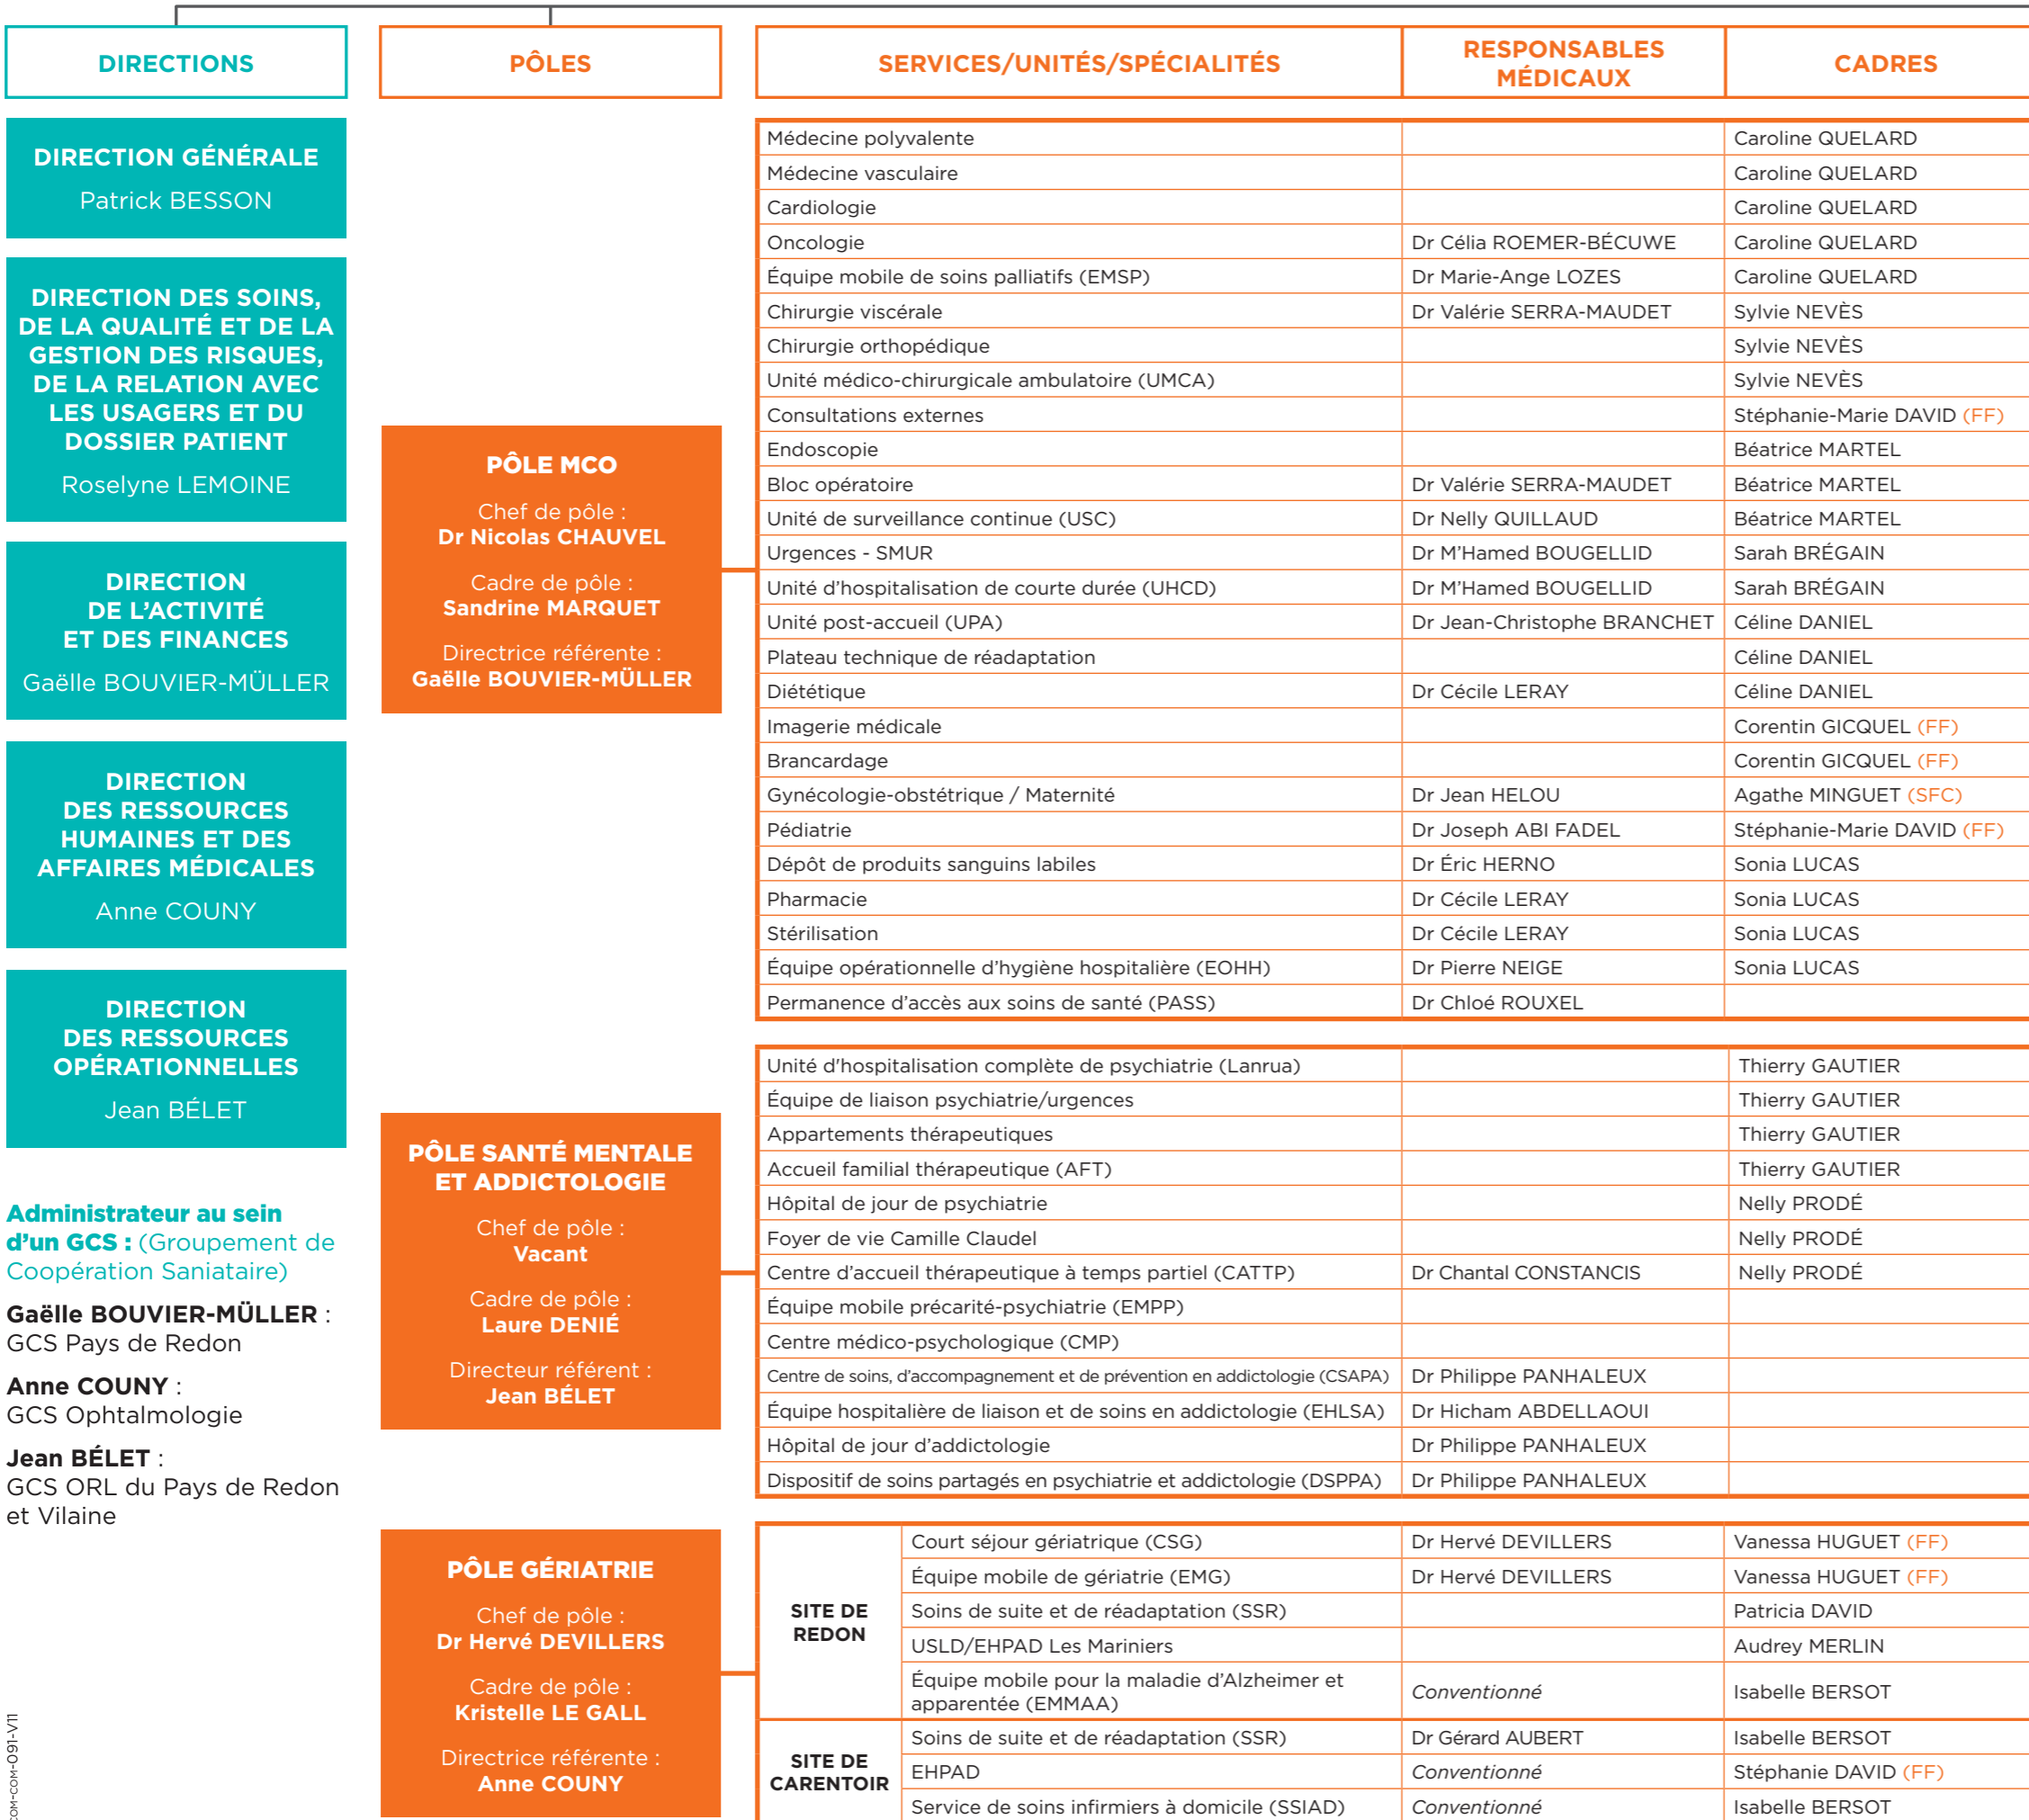 DIRECTIONS
PÔLES
SERVICES/UNITÉS/SPÉCIALITÉS
RESPONSABLES
MÉDICAUX
CADRES
DIRECTION GÉNÉRALE
Patrick BESSON
DIRECTION DES SOINS,
DE LA QUALITÉ ET DE LA
GESTION DES RISQUES,
DE LA RELATION AVEC
LES USAGERS ET DU
DOSSIER PATIENT
Roselyne LEMOINE
DIRECTION
DE L'ACTIVITÉ
ET DES FINANCES
Gaëlle BOUVIER-MÜLLER
DIRECTION
DES RESSOURCES
HUMAINES ET DES
AFFAIRES MÉDICALES
Anne COUNY
DIRECTION
DES RESSOURCES
OPÉRATIONNELLES
Jean BÉLET
Administrateur au sein
d'un GCS : (Groupement de
Coopération Saniataire)
Gaëlle BOUVIER-MÜLLER :
GCS Pays de Redon
Anne COUNY :
GCS Ophtalmologie
Jean BÉLET :
GCS ORL du Pays de Redon
et Vilaine
PÔLE MCO
Chef de pôle :
Dr Nicolas CHAUVEL
Cadre de pôle :
Sandrine MARQUET
Directrice référente :
Gaëlle BOUVIER-MÜLLER
Médecine polyvalente Caroline QUELARD
Médecine vasculaire Caroline QUELARD
Cardiologie Caroline QUELARD
Oncologie Dr Célia ROEMER-BÉCUWE Caroline QUELARD
Équipe mobile de soins palliatifs (EMSP) Dr Marie-Ange LOZES Caroline QUELARD
Chirurgie viscérale Dr Valérie SERRA-MAUDET Sylvie NEVÈS
Chirurgie orthopédique Sylvie NEVÈS
Unité médico-chirurgicale ambulatoire (UMCA) Sylvie NEVÈS
Consultations externes Stéphanie-Marie DAVID (FF)
Endoscopie Béatrice MARTEL
Bloc opératoire Dr Valérie SERRA-MAUDET Béatrice MARTEL
Unité de surveillance continue (USC) Dr Nelly QUILLAUD Béatrice MARTEL
Urgences - SMUR Dr M'Hamed BOUGELLID Sarah BRÉGAIN
Unité d'hospitalisation de courte durée (UHCD) Dr M'Hamed BOUGELLID Sarah BRÉGAIN
Unité post-accueil (UPA) Dr Jean-Christophe BRANCHET Céline DANIEL
Plateau technique de réadaptation Céline DANIEL
Diététique Dr Cécile LERAY Céline DANIEL
Imagerie médicale Corentin GICQUEL (FF)
Brancardage Corentin GICQUEL (FF)
Gynécologie-obstétrique / Maternité Dr Jean HELOU Agathe MINGUET (SFC)
Pédiatrie Dr Joseph ABI FADEL Stéphanie-Marie DAVID (FF)
Dépôt de produits sanguins labiles Dr Éric HERNO Sonia LUCAS
Pharmacie Dr Cécile LERAY Sonia LUCAS
Stérilisation Dr Cécile LERAY Sonia LUCAS
Équipe opérationnelle d'hygiène hospitalière (EOHH) Dr Pierre NEIGE Sonia LUCAS
Permanence d'accès aux soins de santé (PASS) Dr Chloé ROUXEL
PÔLE SANTÉ MENTALE
ET ADDICTOLOGIE
Chef de pôle :
Vacant
Cadre de pôle :
Laure DENIÉ
Directeur référent :
Jean BÉLET
Unité d'hospitalisation complète de psychiatrie (Lanrua) Thierry GAUTIER
Équipe de liaison psychiatrie/urgences Thierry GAUTIER
Appartements thérapeutiques Thierry GAUTIER
Accueil familial thérapeutique (AFT) Thierry GAUTIER
Hôpital de jour de psychiatrie Nelly PRODÉ
Foyer de vie Camille Claudel Nelly PRODÉ
Centre d'accueil thérapeutique à temps partiel (CATTP) Dr Chantal CONSTANCIS Nelly PRODÉ
Équipe mobile précarité-psychiatrie (EMPP)
Centre médico-psychologique (CMP)
Centre de soins, d'accompagnement et de prévention en addictologie (CSAPA) Dr Philippe PANHALEUX
Équipe hospitalière de liaison et de soins en addictologie (EHLSA) Dr Hicham ABDELLAOUI
Hôpital de jour d'addictologie Dr Philippe PANHALEUX
Dispositif de soins partagés en psychiatrie et addictologie (DSPPA) Dr Philippe PANHALEUX
PÔLE GÉRIATRIE
Chef de pôle :
Dr Hervé DEVILLERS
Cadre de pôle :
Kristelle LE GALL
Directrice référente :
Anne COUNY
SITE DE
REDON
Court séjour gériatrique (CSG) Dr Hervé DEVILLERS Vanessa HUGUET (FF)
Équipe mobile de gériatrie (EMG) Dr Hervé DEVILLERS Vanessa HUGUET (FF)
Soins de suite et de réadaptation (SSR) Patricia DAVID
USLD/EHPAD Les Mariniers Audrey MERLIN
Équipe mobile pour la maladie d'Alzheimer et
apparentée (EMMAA) Conventionné Isabelle BERSOT
SITE DE
CARENTOIR
Soins de suite et de réadaptation (SSR) Dr Gérard AUBERT Isabelle BERSOT
EHPAD Conventionné Stéphanie DAVID (FF)
Service de soins infirmiers à domicile (SSIAD) Conventionné Isabelle BERSOT
COM-COM-091-V11